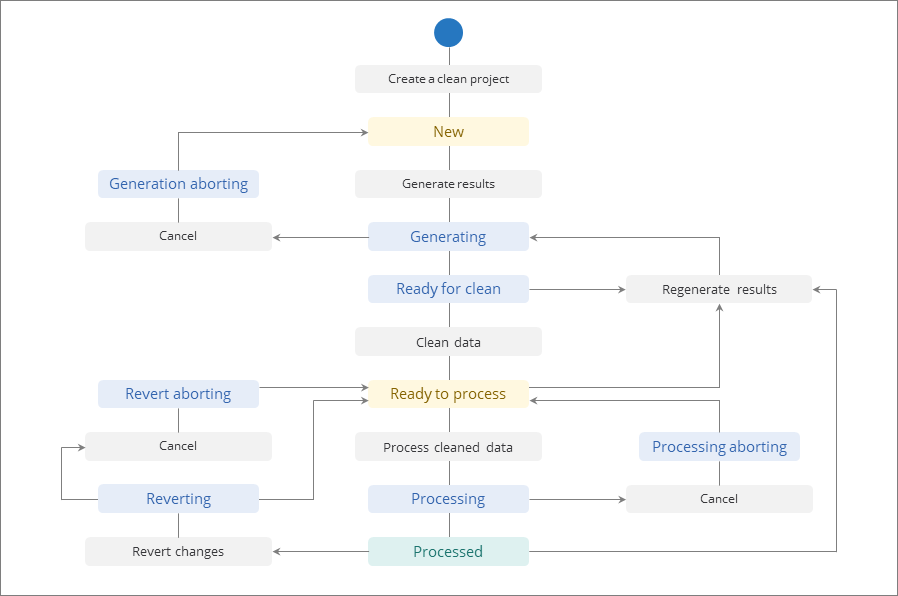 Create a clean project
New
Generation aborting
Generate results
Cancel
Generating
Ready for clean
Regenerate results
Clean data
Revert aborting
Ready to process
Cancel
Process cleaned data
Processing aborting
Reverting
Processing
Cancel
Revert changes
Processed